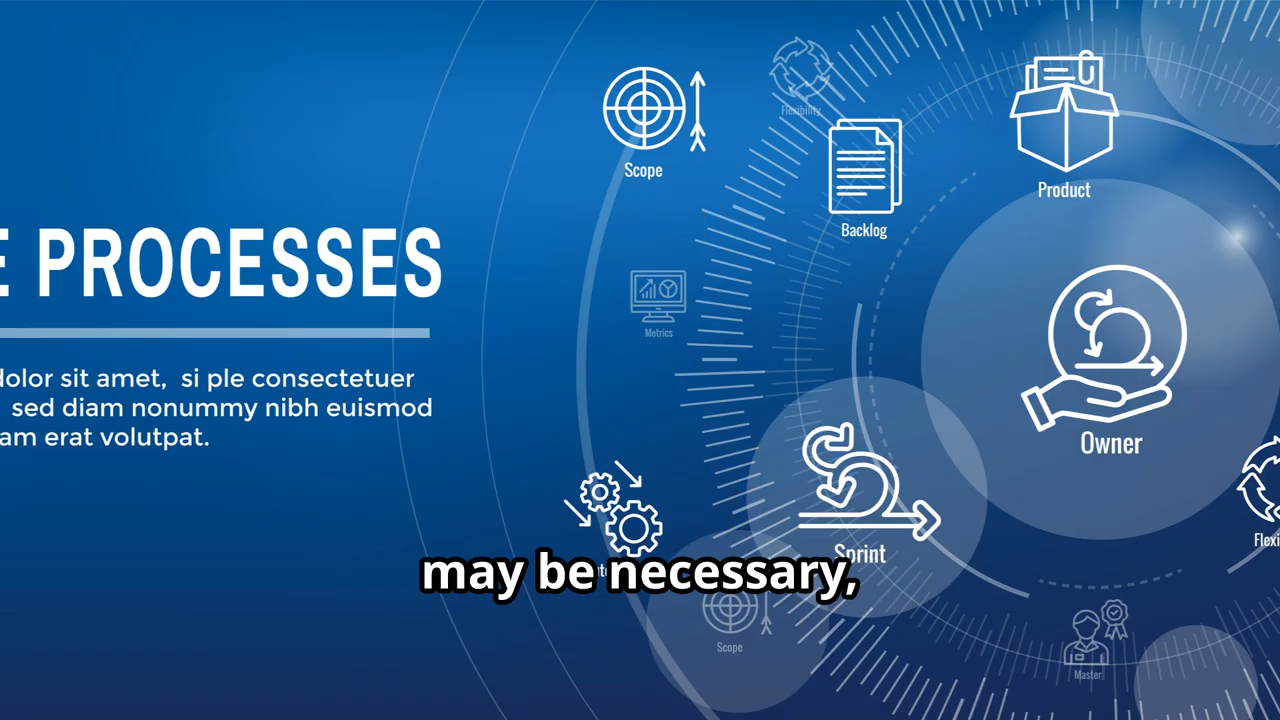 Flexibility
Scope
Product
Backlog
E PROCESSES
Metrics
dolor sit amet,  si ple consectetuer
sed diam nonummy nibh euismod
am erat volutpat.
Owner
Flexi
Sprint
may be necessary,
Scope
Master